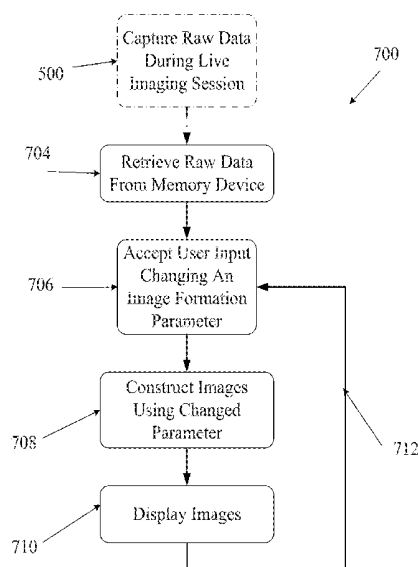 Capture Raw Data
During Live
Imaging Session
500
700
704
Retrieve Raw Data
From Memory Device
Accept User Input
Changing An
Image Formation
Parameter
706
Construct Images
Using Changed
Parameter
708
712
Display Images
710